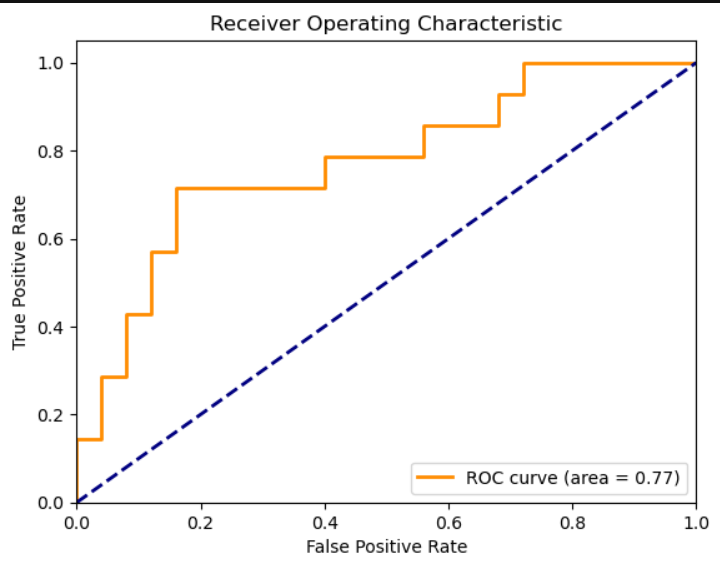 Receiver Operating Characteristic
True Positive Rate
1.0
0.8
0.6
0.4
0.2
0.0
ROC curve (area = 0.77)
0.0 0.2 0.4 0.6 0.8 1.0
False Positive Rate